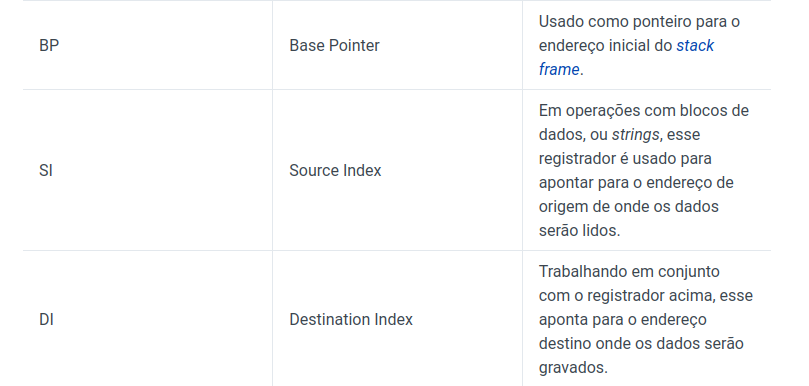 BP
Base Pointer
Usado como ponteiro para o
endereço inicial do stack
frame.
SI
Source Index
Em operações com blocos de
dados, ou strings, esse
registrador é usado para
apontar para o endereço de
origem de onde os dados
serão lidos.
DI
Destination Index
Trabalhando em conjunto
com o registrador acima, esse
aponta para o endereço
destino onde os dados serão
gravados.